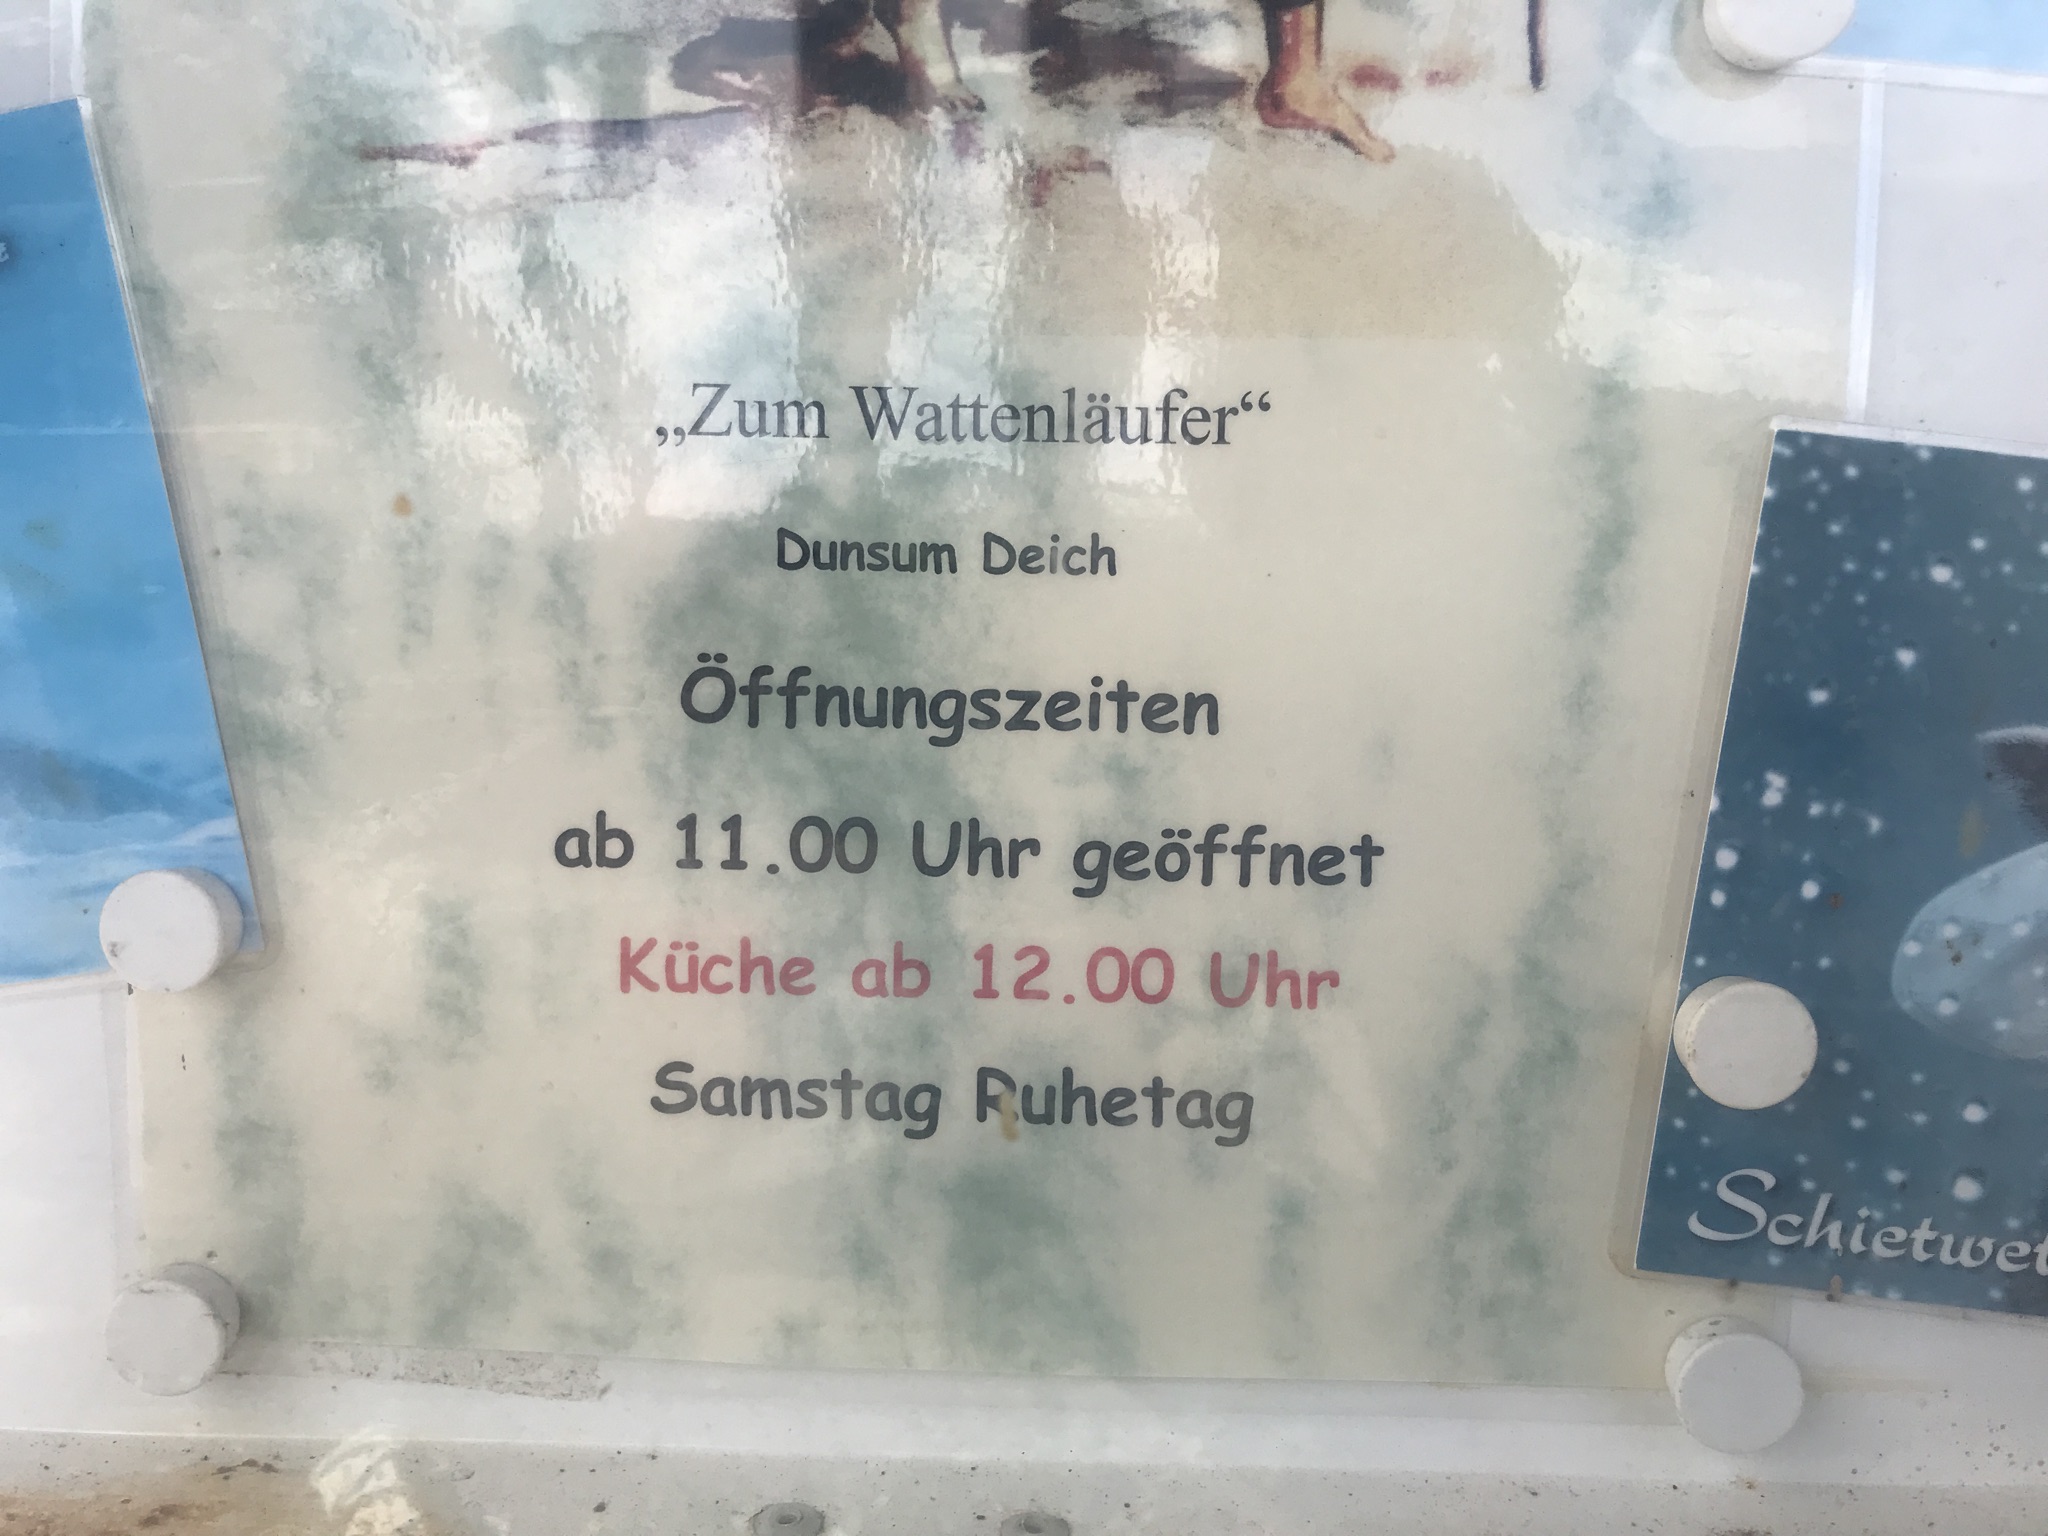 „Zum Wattenläufer“
Dunsum Deich
Öffnungszeiten
ab 11.00 Uhr geöffnet
Küche ab 12.00 Uhr
Samstag Ruhetag
Schietwet